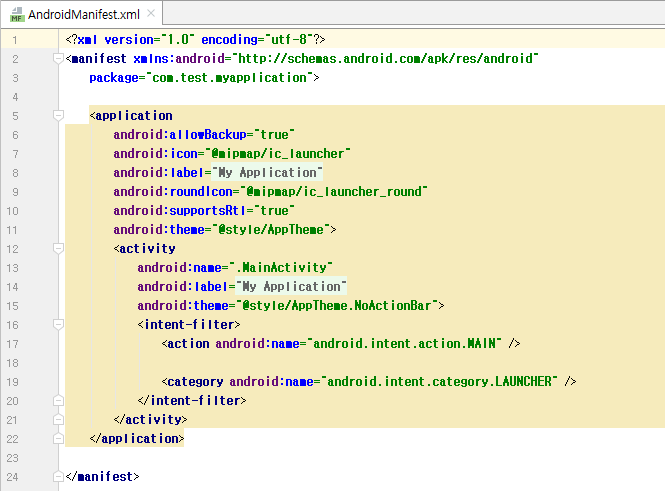 AndroidManifest.xml
1 <?xml version="1.0" encoding="utf-8"?>
2 <manifest xmlns:android="http://schemas.android.com/apk/res/android"
3     package="com.test.myapplication">
4
5     <application
6         android:allowBackup="true"
7         android:icon="@mipmap/ic_launcher"
8         android:label="My Application"
9         android:roundIcon="@mipmap/ic_launcher_round"
10         android:supportsRtl="true"
11         android:theme="@style/AppTheme">
12         <activity
13             android:name=".MainActivity"
14             android:label="My Application"
15             android:theme="@style/AppTheme.NoActionBar">
16             <intent-filter>
17                 <action android:name="android.intent.action.MAIN" />
18
19                 <category android:name="android.intent.category.LAUNCHER" />
20             </intent-filter>
21         </activity>
22     </application>
23
24 </manifest>